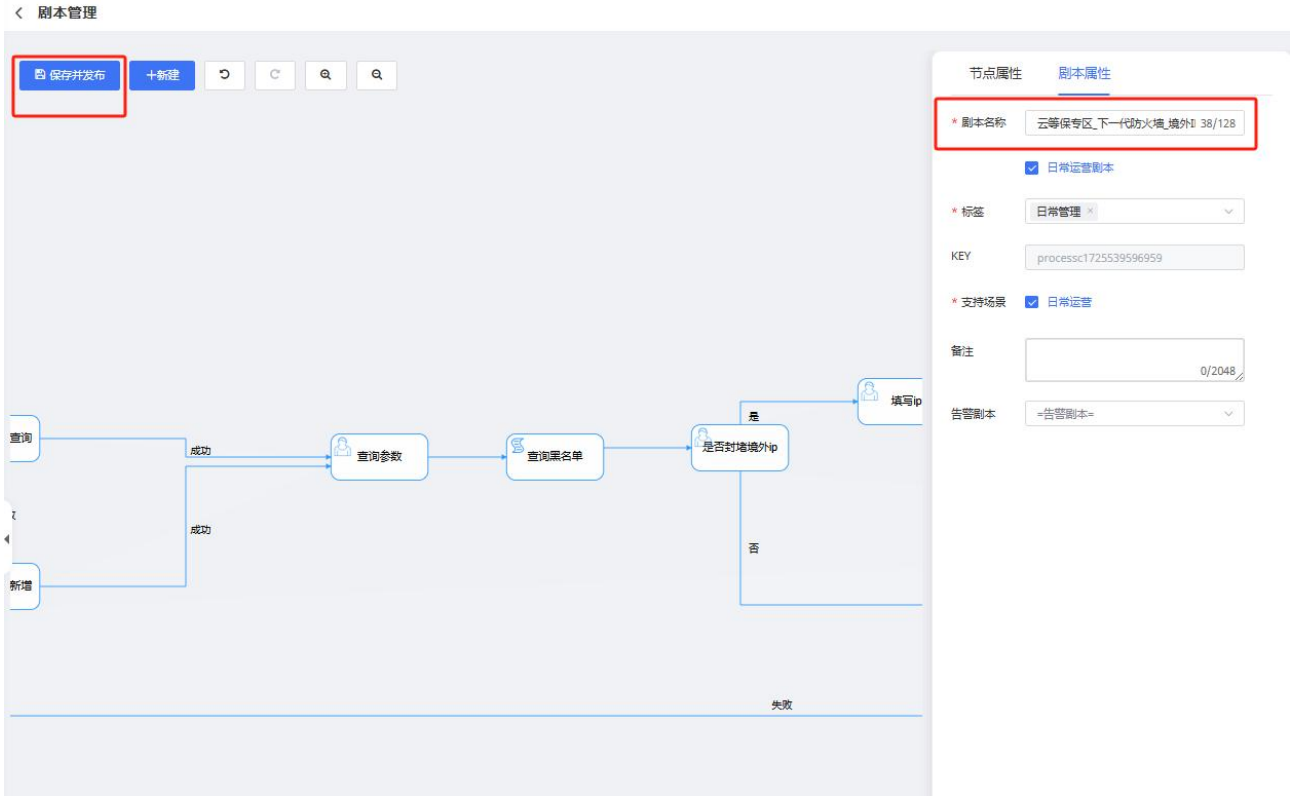 剧本管理
保存并发布 +新建
节点属性 剧本属性
* 剧本名称 云等保专区_下一代防火墙_境外I 38/128
日常运营剧本
* 标签 日常管理 ×
KEY processc1725539596959
* 支持场景 日常运营
备注
0/2048
告警剧本 =告警剧本=
填写ip
是
查询 成功 查询参数 查询黑名单 是否封堵境外ip
成功
否
新增
失败